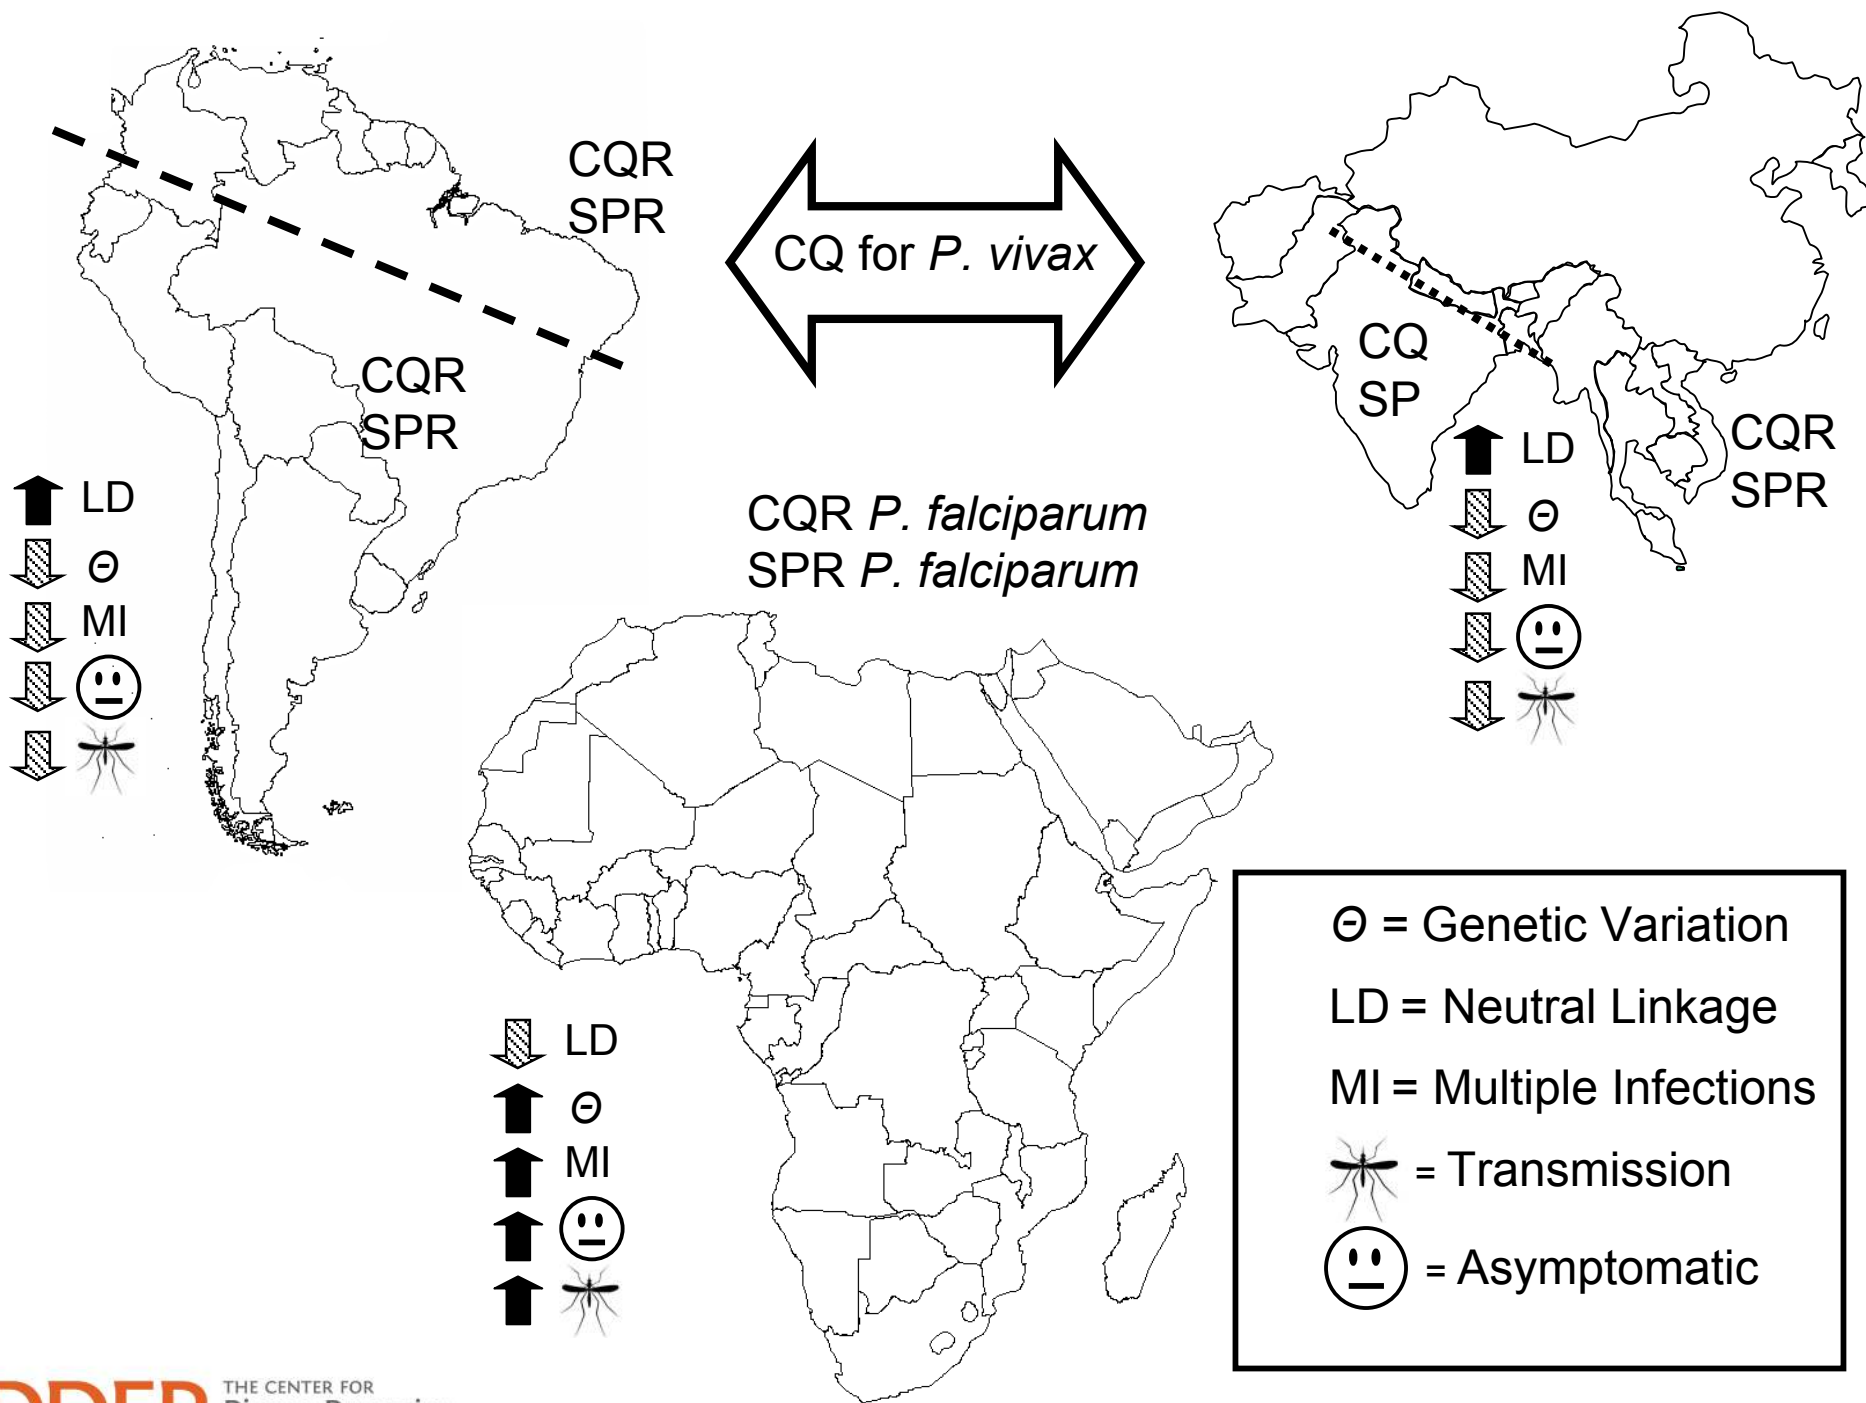 CQR
SPR
CQR
SPR
LD
Θ
MI
CQ for P. vivax
CQR P. falciparum
SPR P. falciparum
CQ
SP
CQR
SPR
LD
Θ
MI
LD
Θ
MI
Θ = Genetic Variation
LD = Neutral Linkage
MI = Multiple Infections
= Transmission
= Asymptomatic
THE CENTER FOR